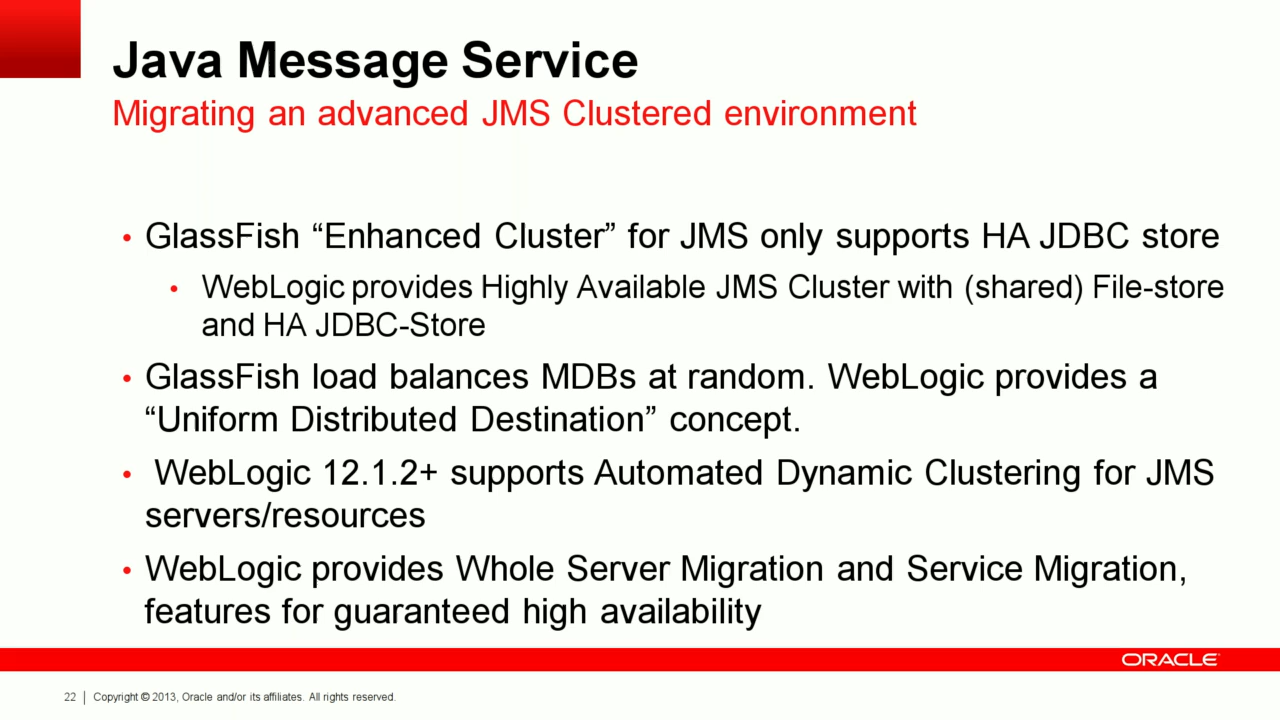 Java Message Service
Migrating an advanced JMS Clustered environment
• GlassFish “Enhanced Cluster” for JMS only supports HA JDBC store
• WebLogic provides Highly Available JMS Cluster with (shared) File-store
and HA JDBC-Store
• GlassFish load balances MDBs at random. WebLogic provides a
“Uniform Distributed Destination” concept.
• WebLogic 12.1.2+ supports Automated Dynamic Clustering for JMS
servers/resources
• WebLogic provides Whole Server Migration and Service Migration,
features for guaranteed high availability
ORACLE
22 | Copyright © 2013, Oracle and/or its affiliates. All rights reserved.